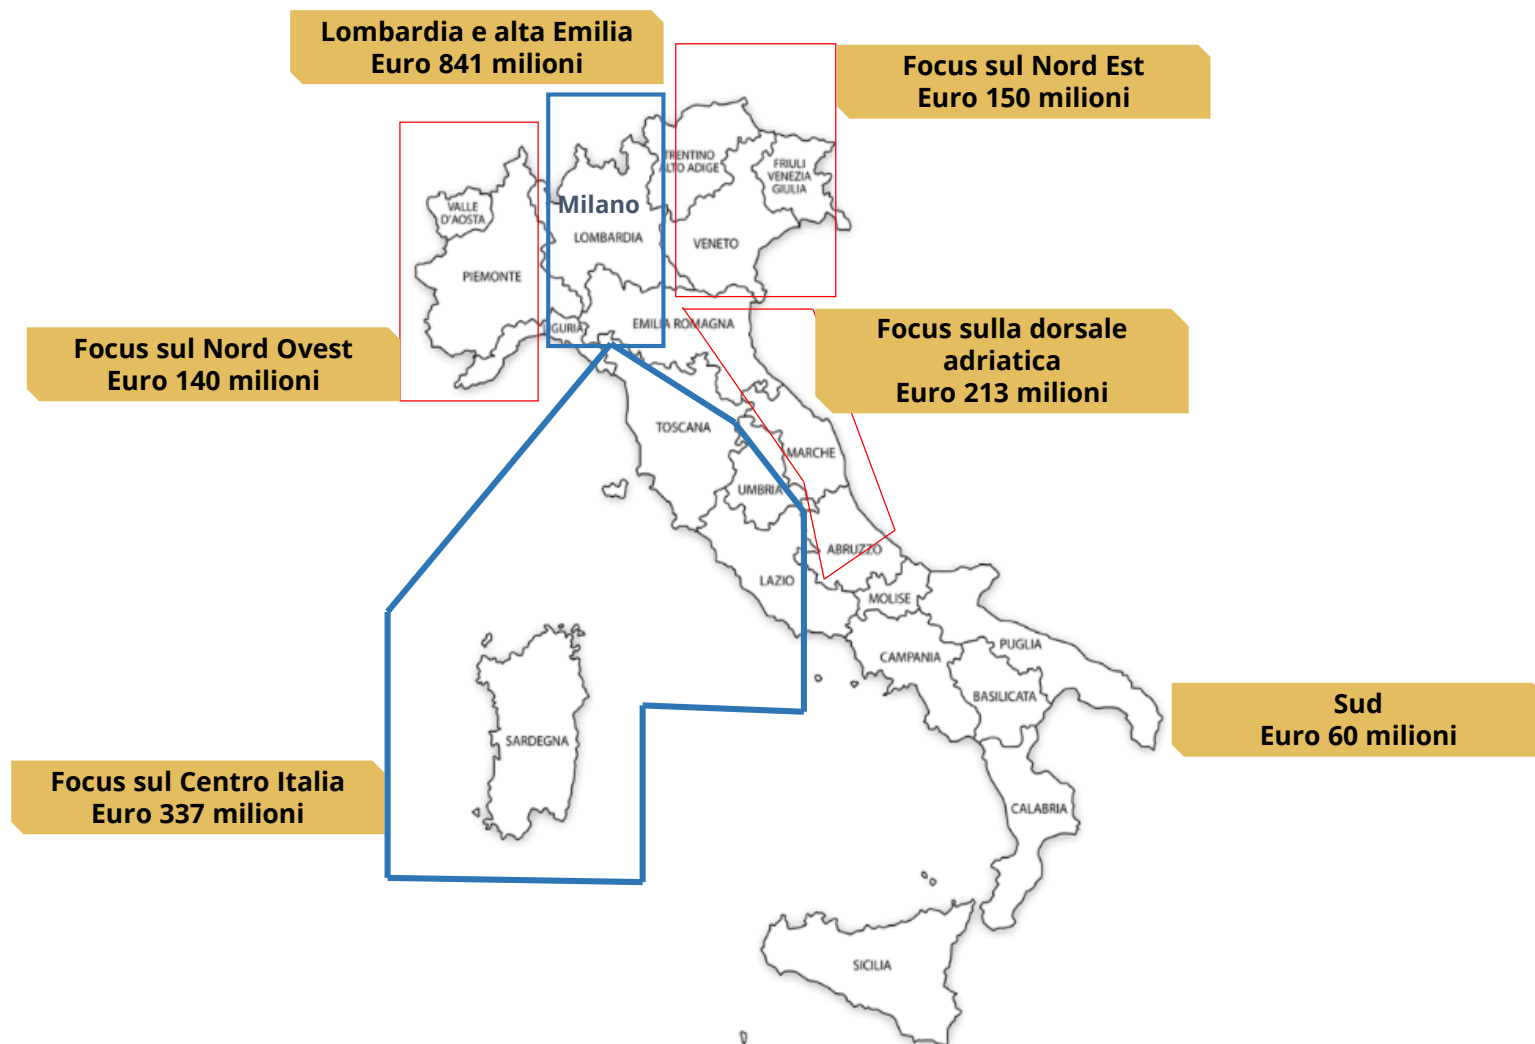 Lombardia e alta Emilia
Euro 841 milioni
Focus sul Nord Est
Euro 150 milioni
TRENTINO
ALTO ADIGE
FRIULI
VENEZIA
GIULIA
VALLE
D'AOSTA
Milano
LOMBARDIA
VENETO
PIEMONTE
GURIA
EMILIA ROMAGNA
Focus sul Nord Ovest
Euro 140 milioni
Focus sulla dorsale
adriatica
Euro 213 milioni
TOSCANA
MARCHE
UMBRIA
ABRUZZO
LAZIO
MOLISE
PUGLIA
CAMPANIA
BASILICATA
Sud
Euro 60 milioni
SARDEGNA
Focus sul Centro Italia
Euro 337 milioni
CALABRIA
SICILIA